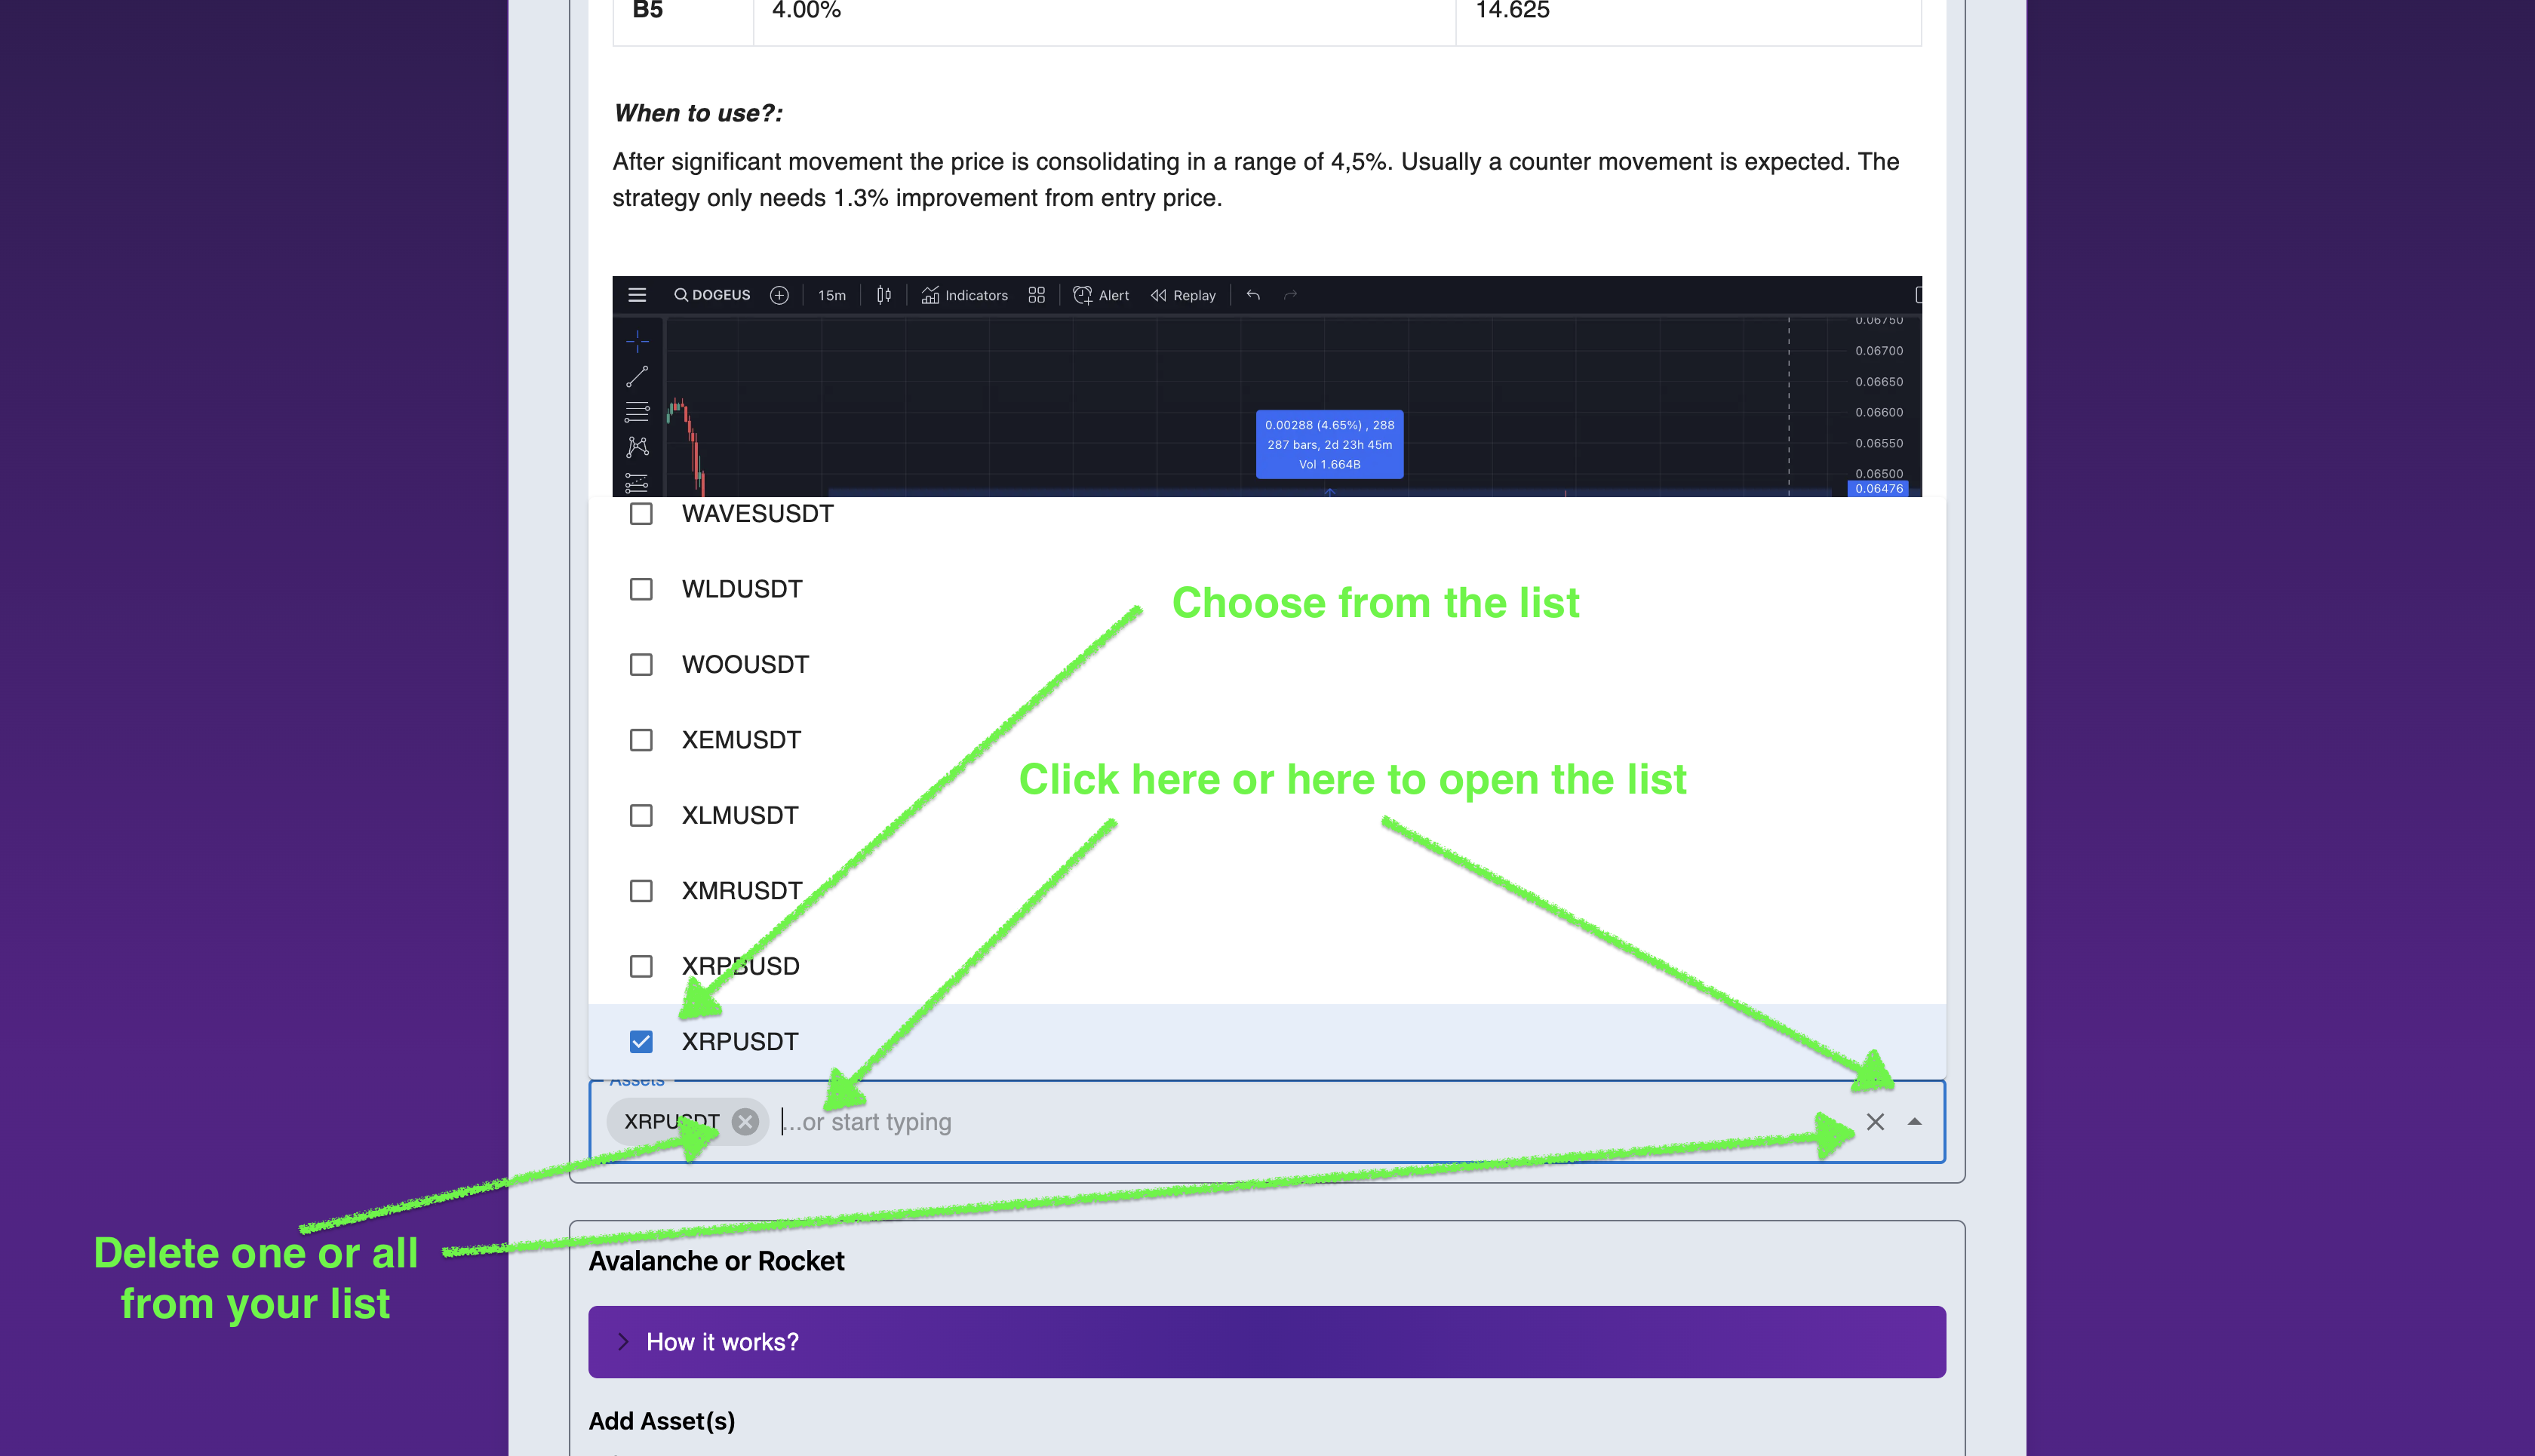 B5 4.00% 14.625
When to use?:
After significant movement the price is consolidating in a range of 4,5%. Usually a counter movement is expected. The
strategy only needs 1.3% improvement from entry price.
DOGEUS 15m Indicators Alert Replay
0.06750
0.06700
0.06650
0.06600
0.06550
0.06500
0.06476
0.00288 (4.65%) , 288
287 bars, 2d 23h 45m
Vol 1.664B
WAVESUSDT
WLDUSDT
Choose from the list
WOOUSDT
XEMUSDT
Click here or here to open the list
XLMUSDT
XMRUSDT
XRPBUSD
XRPUSDT
Assets
XRPUSDT ...or start typing
Delete one or all
from your list
Avalanche or Rocket
How it works?
Add Asset(s)